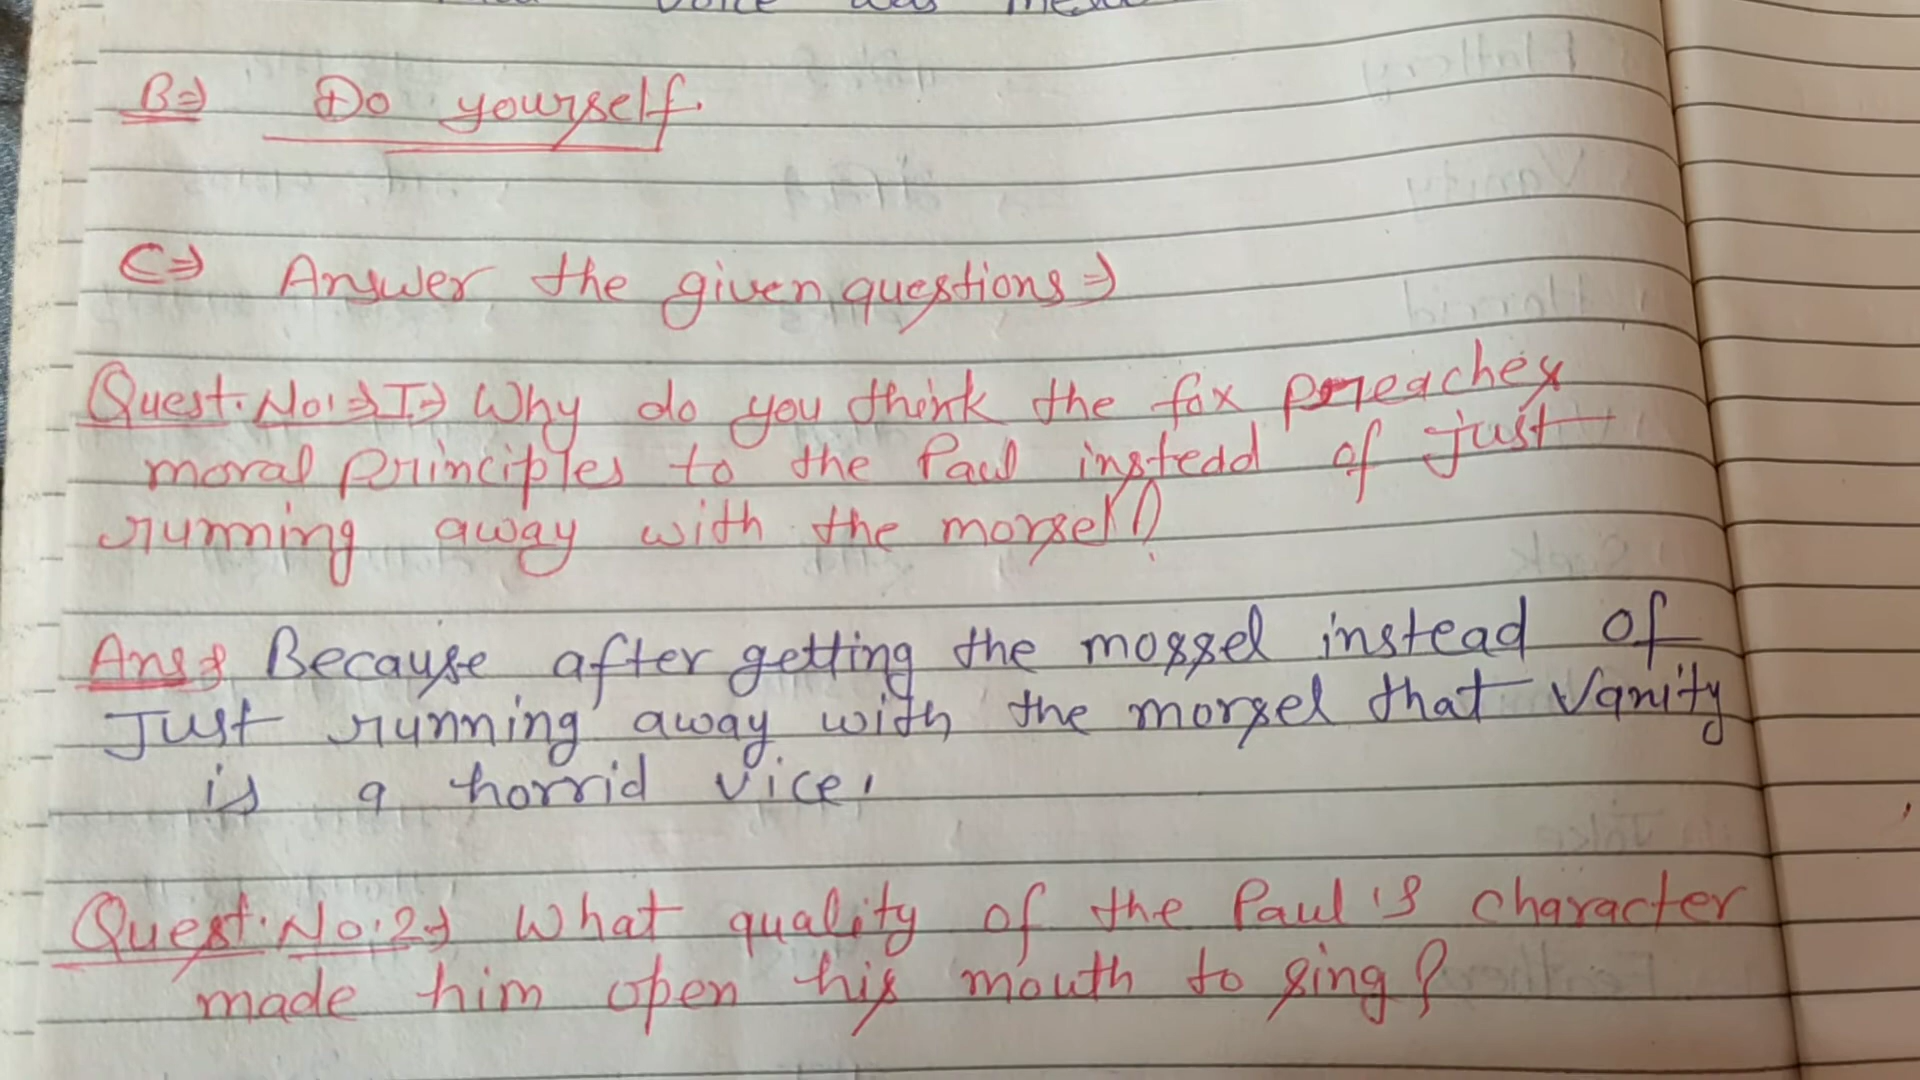 voice was
B⇒ Do yourself.
C⇒ Answer the given questions⇒
Quest. No:⇒I⇒ Why do you think the fox preaches
moral principles to the Paul instead of just
running away with the morsel?
Ans⇒ Because after getting the mossel instead of
Just running away with the morsel that Vanity
is a horrid vice.
Quest. No:2⇒ What quality of the Paul's character
made him open his mouth to sing?